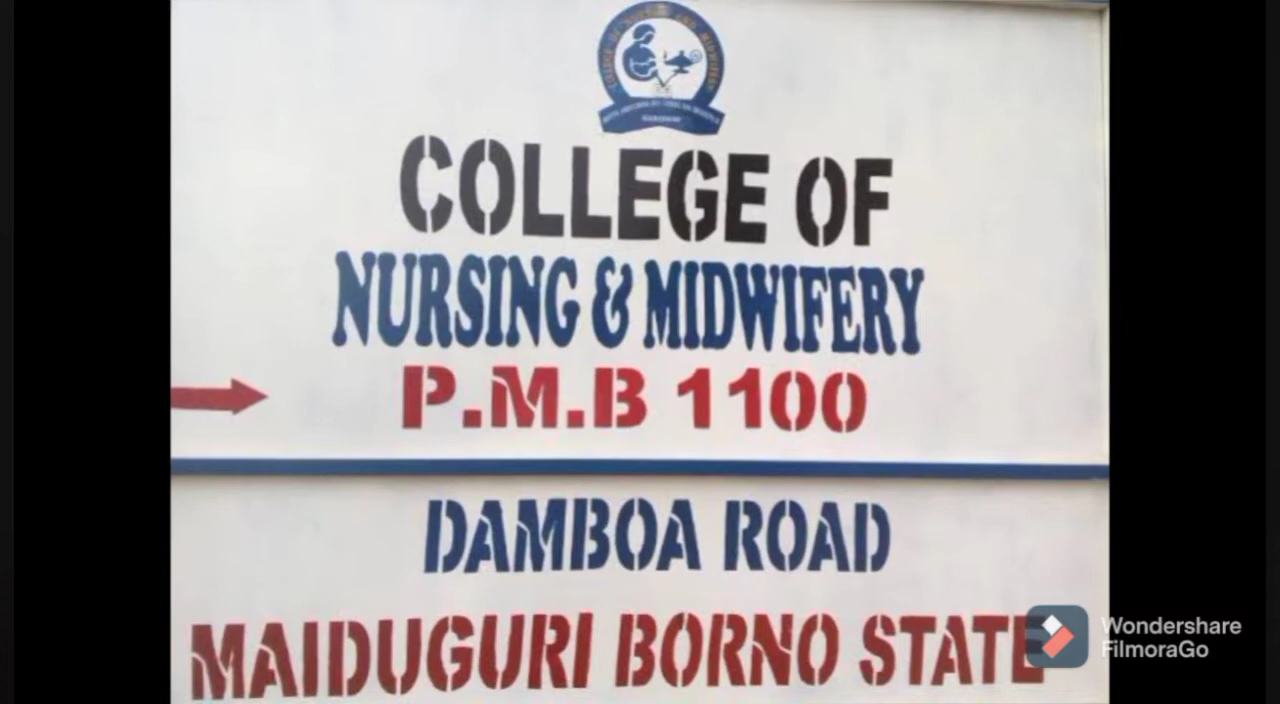 COLLEGE OF
NURSING & MIDWIFERY
P.M.B 1100
DAMBOA ROAD
MAIDUGURI BORNO STATE
Wondershare
FilmoraGo